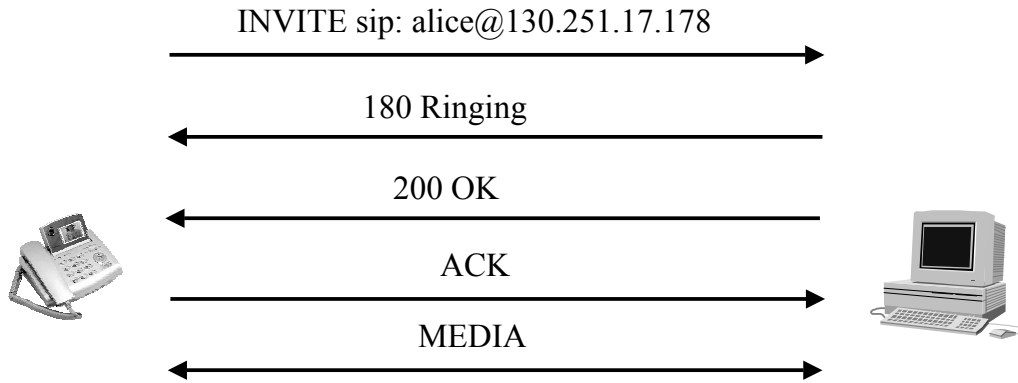 INVITE sip: alice@130.251.17.178
180 Ringing
200 OK
ACK
MEDIA